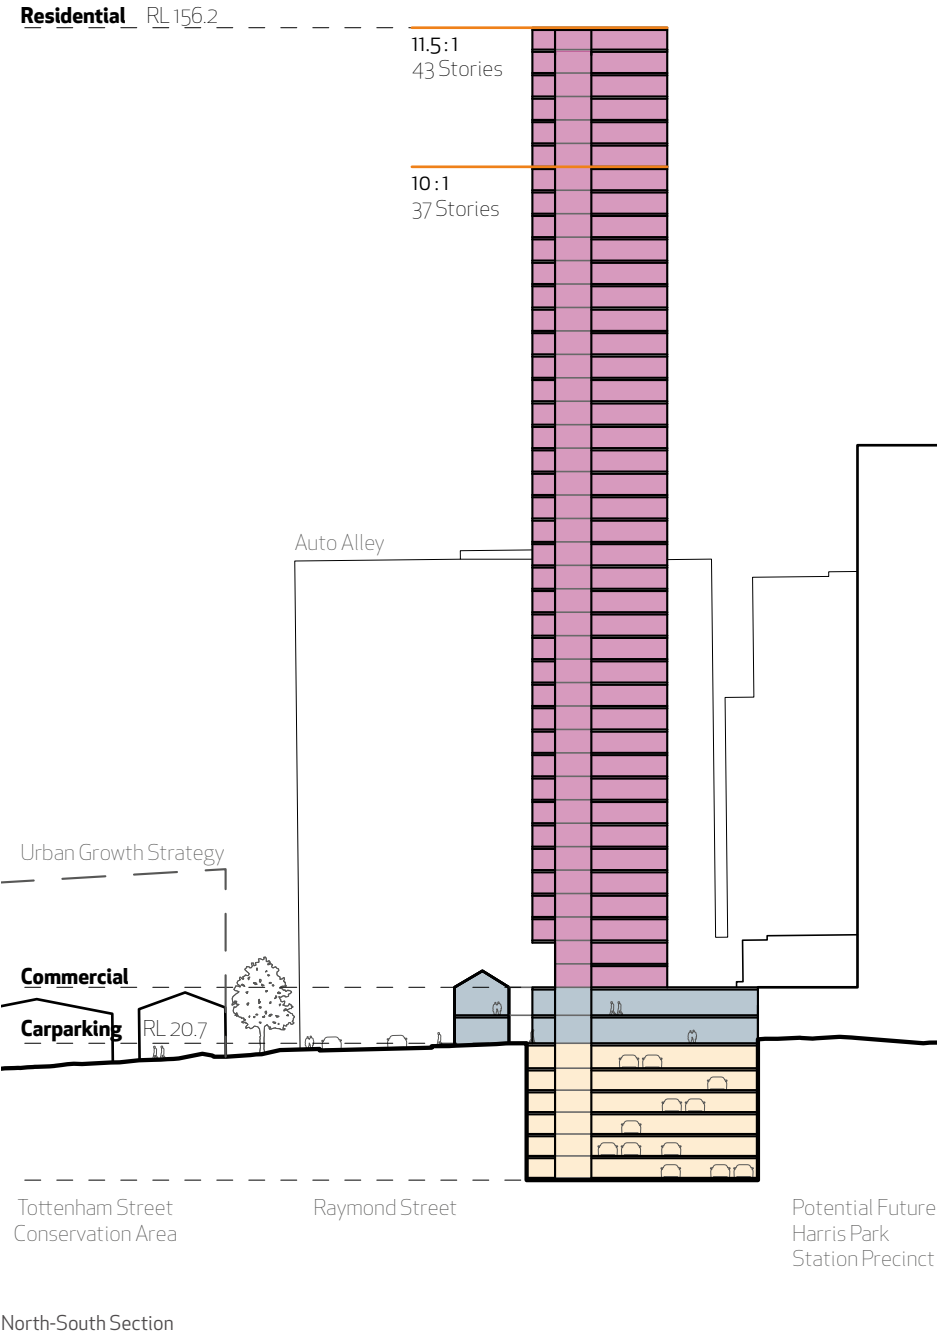 Residential RL 156.2
11.5:1
43 Stories
10:1
37 Stories
Auto Alley
Urban Growth Strategy
Commercial
Carparking RL 20.7
Tottenham Street
Conservation Area
Raymond Street
Potential Future
Harris Park
Station Precinct
North-South Section